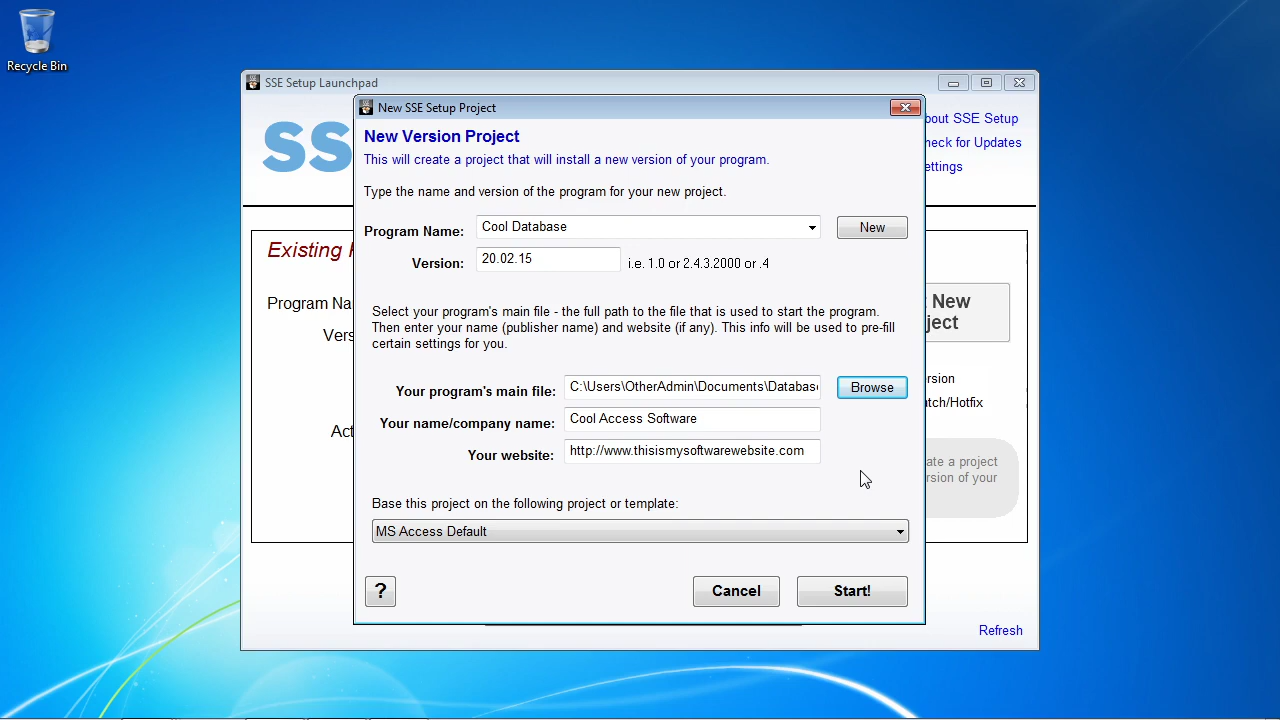 Recycle Bin
SSE Setup Launchpad
New SSE Setup Project
SS
New Version Project
This will create a project that will install a new version of your program.
Type the name and version of the program for your new project.
Program Name: Cool Database New
Version: 20.02.15 i.e. 1.0 or 2.4.3.2000 or .4
Select your program's main file - the full path to the file that is used to start the program.
Then enter your name (publisher name) and website (if any). This info will be used to pre-fill
certain settings for you.
Your program's main file: C:\Users\OtherAdmin\Documents\Databas Browse
Your name/company name: Cool Access Software
Your website: http://www.thisismysoftwarewebsite.com
Base this project on the following project or template:
MS Access Default
? Cancel Start!
bout SSE Setup
heck for Updates
ettings
Existing
Program Na
Vers
Act
New
ject
rsion
tch/Hotfix
ate a project
rsion of your
Refresh